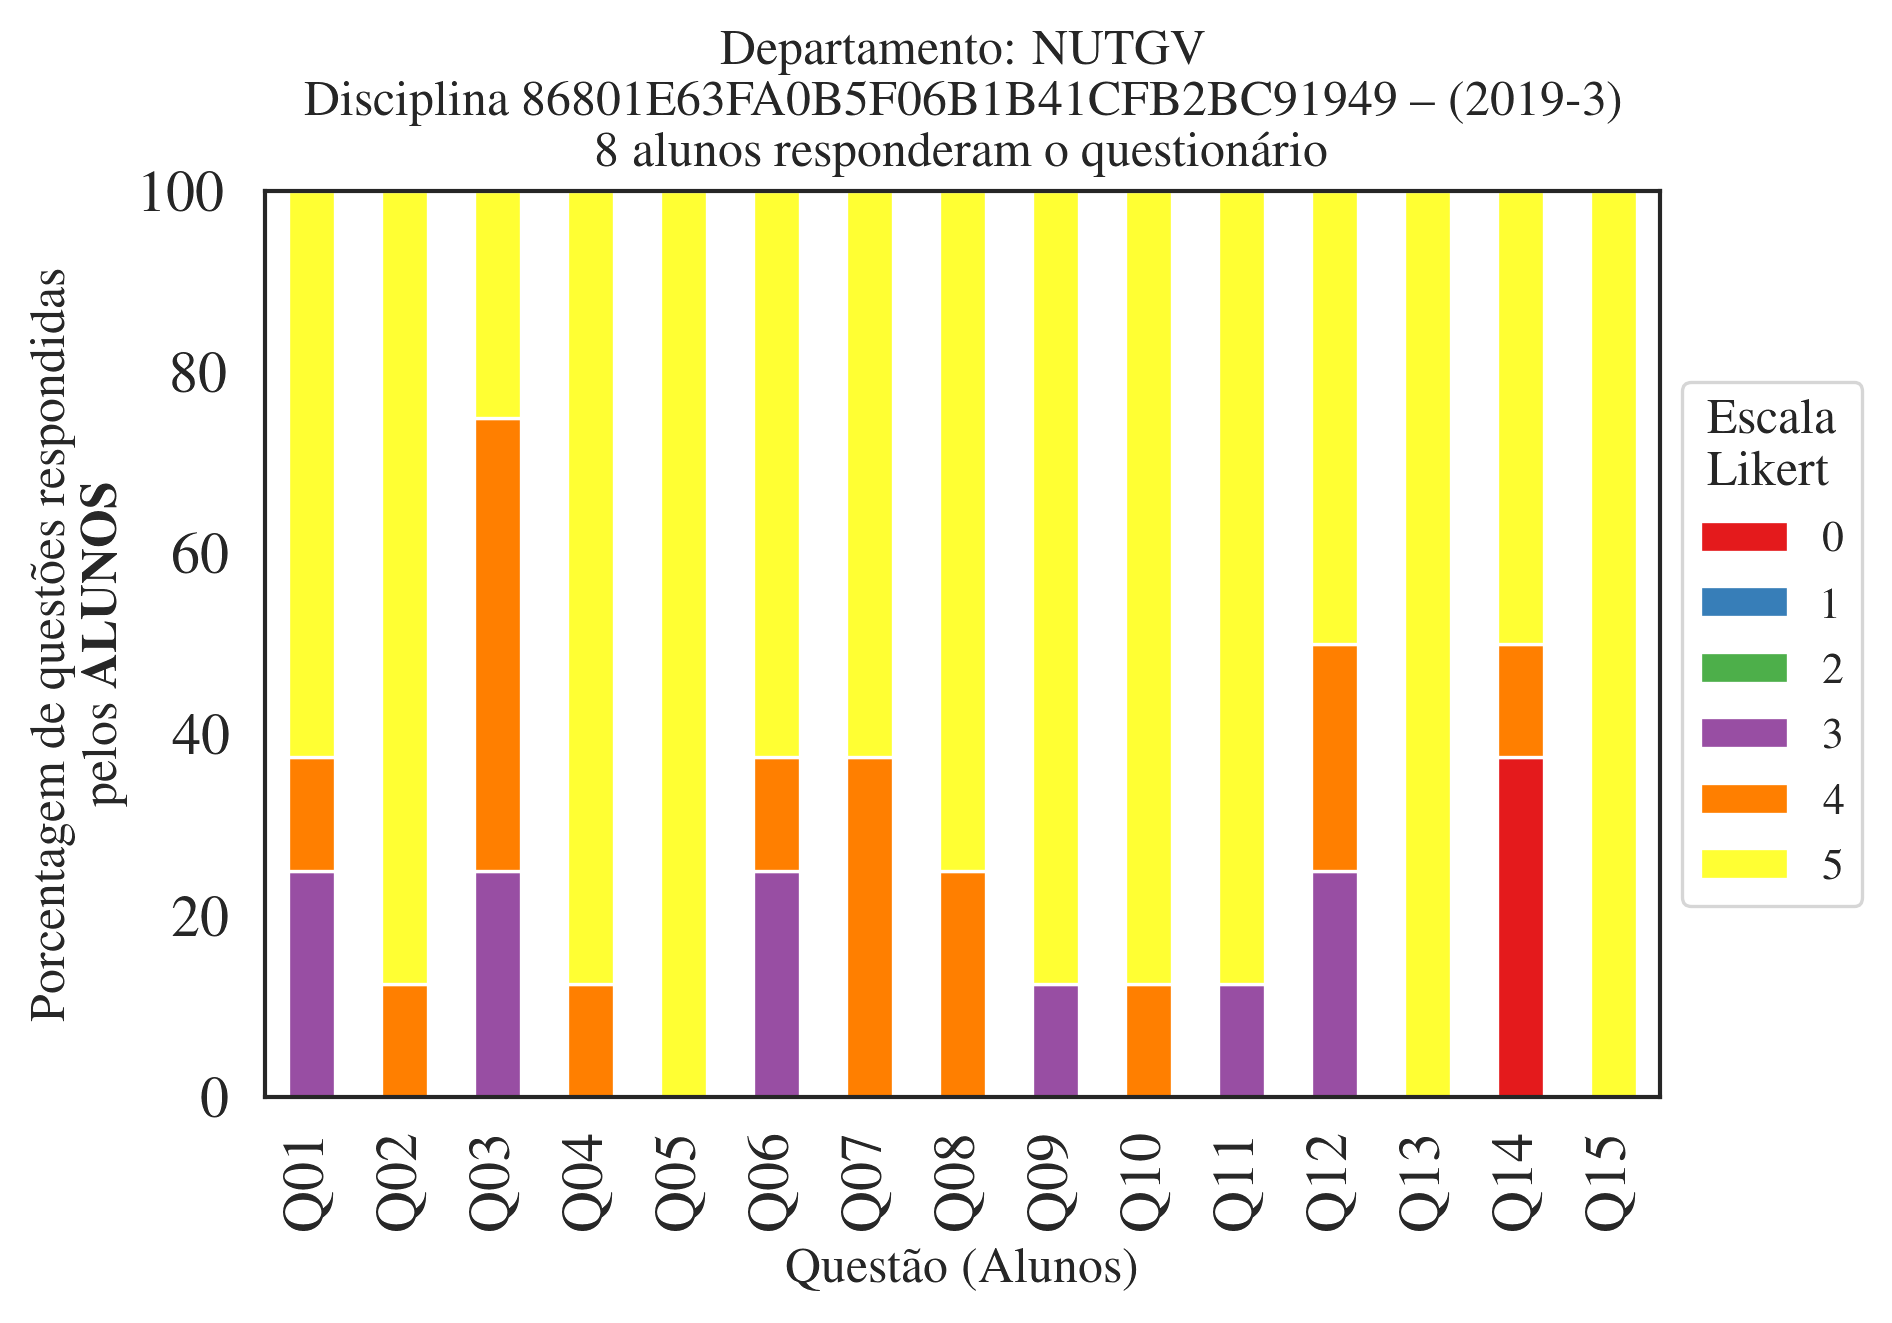 Departamento: NUTGV
Disciplina 86801E63FA0B5F06B1B41CFB2BC91949 – (2019-3)
8 alunos responderam o questionário
100
80
60
40
20
0
Porcentagem de questões respondidas
pelos ALUNOS
Q01
Q02
Q03
Q04
Q05
Q06
Q07
Q08
Q09
Q10
Q11
Q12
Q13
Q14
Q15
Questão (Alunos)
Escala
Likert
0
1
2
3
4
5